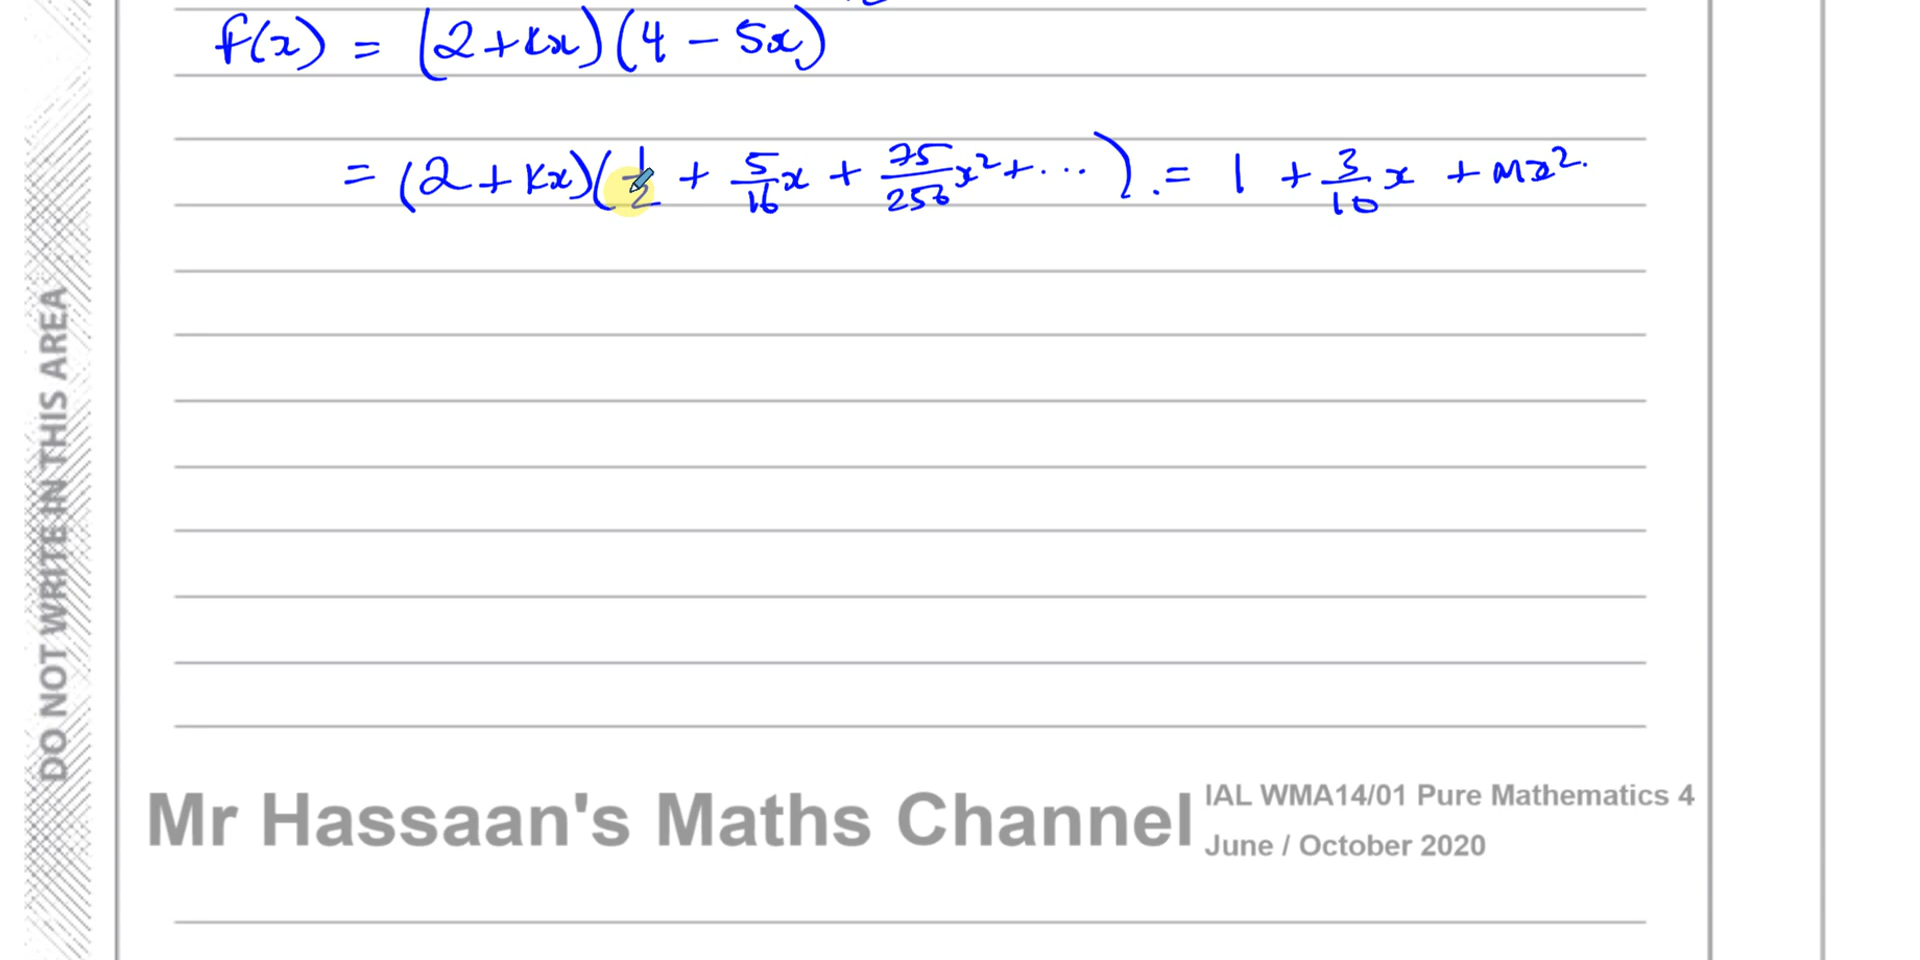 f(x) = (2+kx)(4 - 5x)
= (2+kx)(1/2 + 5/16 x + 75/256 x² + ...) . = 1 + 3/10 x + mx².
DO NOT WRITE IN THIS AREA
Mr Hassaan's Maths Channel
IAL WMA14/01 Pure Mathematics 4
June / October 2020